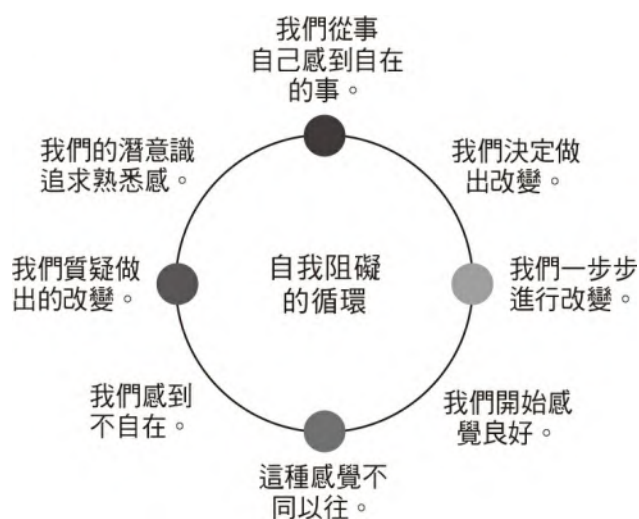 我們從事
自己感到自在
的事。
我們決定做
出改變。
我們一步步
進行改變。
我們開始感
覺良好。
這種感覺不
同以往。
我們感到
不自在。
我們質疑做
出的改變。
我們的潛意識
追求熟悉感。
自我阻礙
的循環